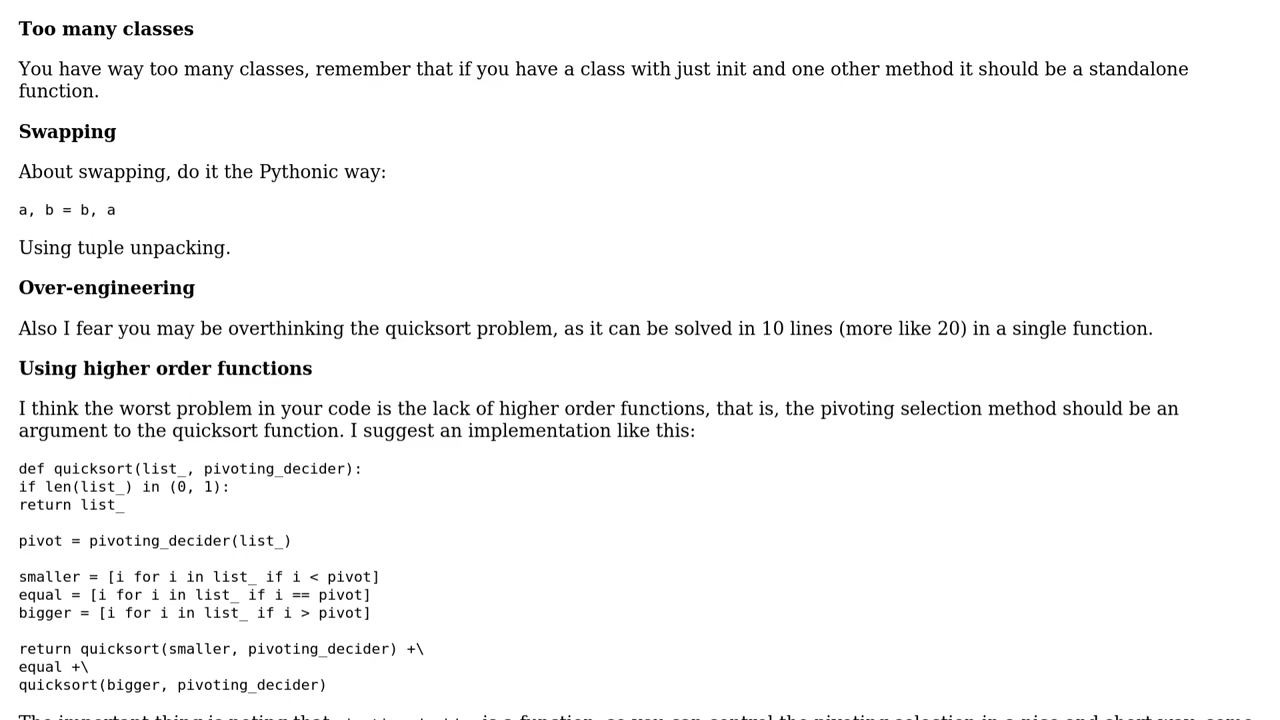 Too many classes
You have way too many classes, remember that if you have a class with just init and one other method it should be a standalone
function.
Swapping
About swapping, do it the Pythonic way:
a, b = b, a
Using tuple unpacking.
Over-engineering
Also I fear you may be overthinking the quicksort problem, as it can be solved in 10 lines (more like 20) in a single function.
Using higher order functions
I think the worst problem in your code is the lack of higher order functions, that is, the pivoting selection method should be an
argument to the quicksort function. I suggest an implementation like this:
def quicksort(list_, pivoting_decider):
if len(list_) in (0, 1):
return list_
pivot = pivoting_decider(list_)
smaller = [i for i in list_ if i < pivot]
equal = [i for i in list_ if i == pivot]
bigger = [i for i in list_ if i > pivot]
return quicksort(smaller, pivoting_decider) +\
equal +\
quicksort(bigger, pivoting_decider)